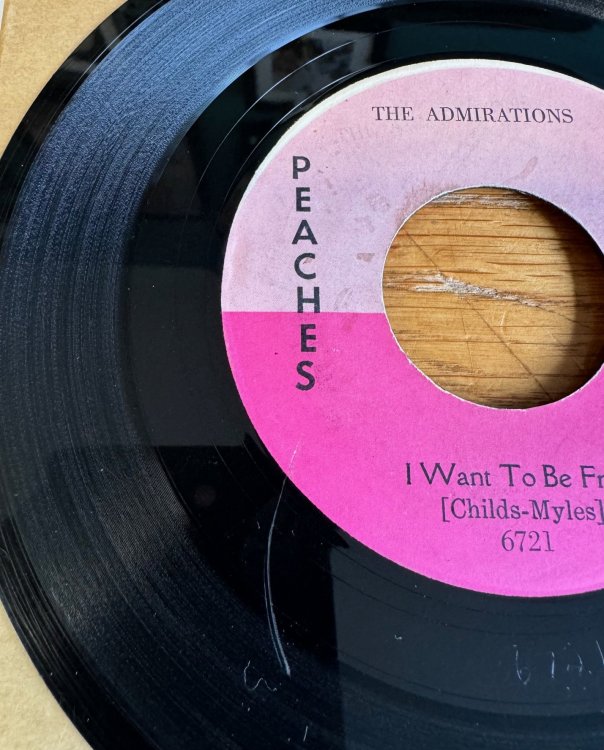 THE ADMIRATIONS
PEACHES
I Want To Be Fr
[Childs-Myles]
6721